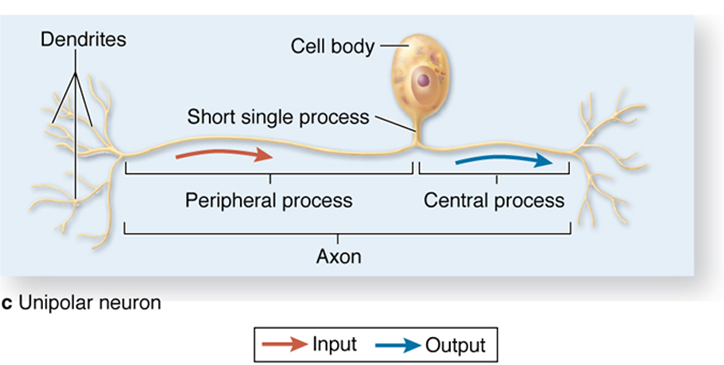 Dendrites
Cell body
Short single process
Peripheral process
Central process
Axon
c Unipolar neuron
Input
Output